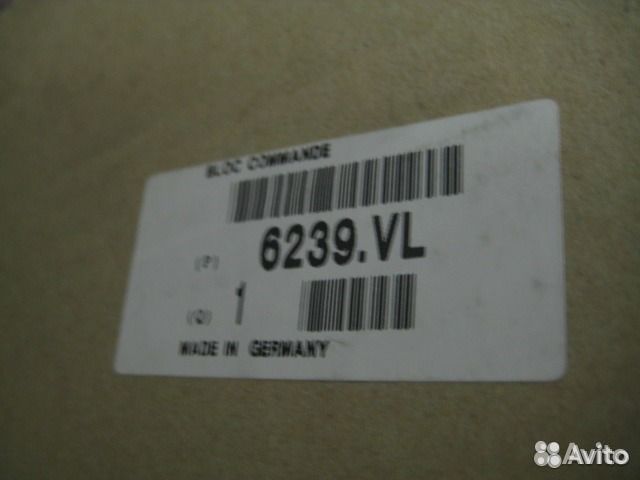 BLOC COMMANDE
(P) 6239.VL
(Q) 1
MADE IN GERMANY
Avito